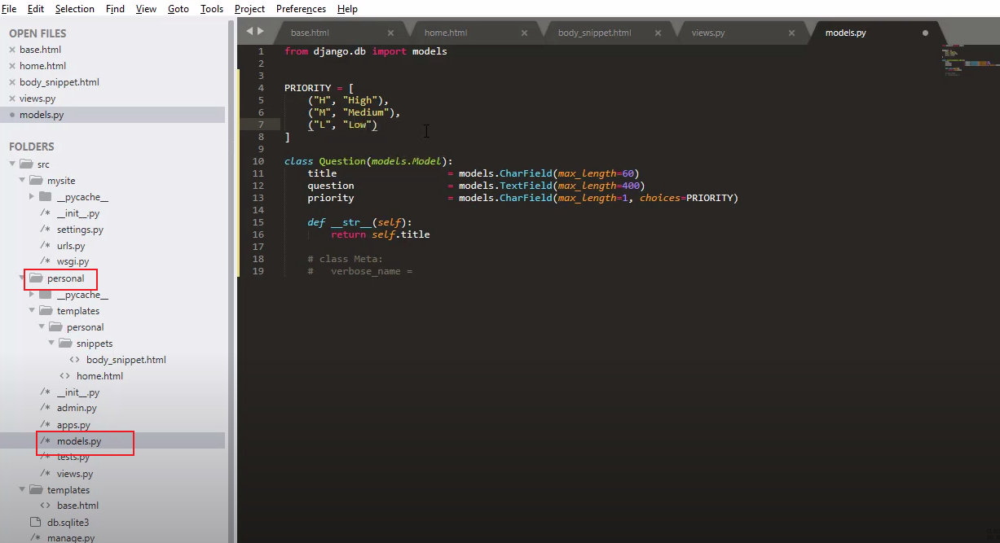 File Edit Selection Find View Goto Tools Project Preferences Help
OPEN FILES
base.html
home.html
body_snippet.html
views.py
models.py
FOLDERS
src
mysite
__pycache__
/* __init__.py
/* settings.py
/* urls.py
/* wsgi.py
personal
__pycache__
templates
personal
snippets
<> body_snippet.html
<> home.html
/* __init__.py
/* admin.py
/* apps.py
/* models.py
/* tests.py
/* views.py
templates
<> base.html
db.sqlite3
/* manage.py
base.html home.html body_snippet.html views.py models.py
1 from django.db import models
2
3
4 PRIORITY = [
5 ("H", "High"),
6 ("M", "Medium"),
7 ("L", "Low")
8 ]
9
10 class Question(models.Model):
11 title = models.CharField(max_length=60)
12 question = models.TextField(max_length=400)
13 priority = models.CharField(max_length=1, choices=PRIORITY)
14
15 def __str__(self):
16 return self.title
17
18 # class Meta:
19 # verbose_name =